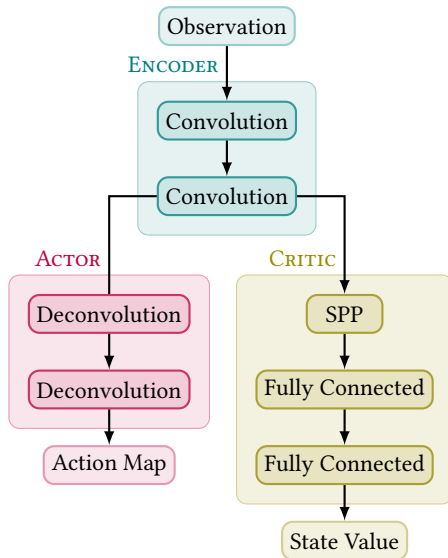 Observation
ENCODER
Convolution
Convolution
ACTOR
Deconvolution
Deconvolution
Action Map
CRITIC
SPP
Fully Connected
Fully Connected
State Value